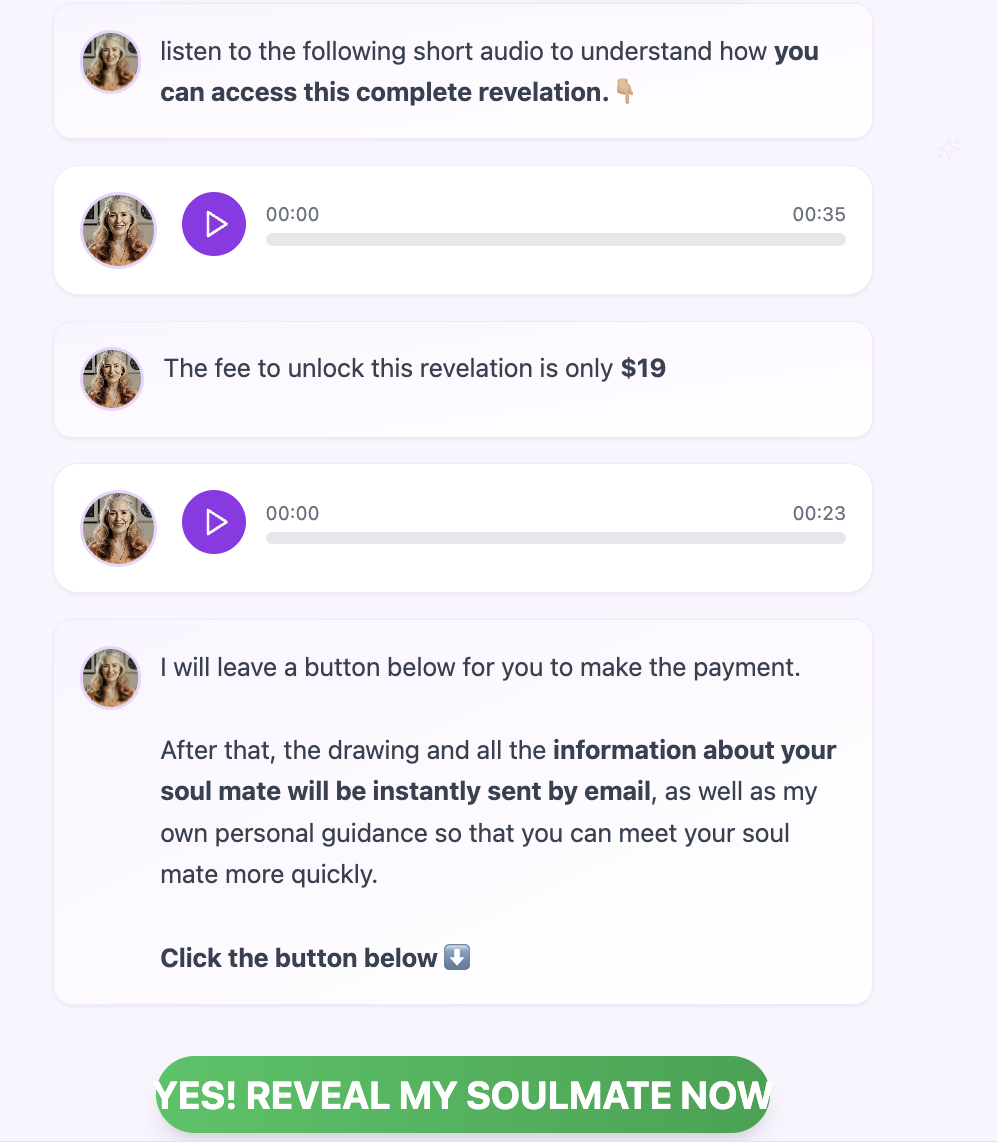 listen to the following short audio to understand how you
can access this complete revelation.👇🏼
00:00
00:35
The fee to unlock this revelation is only $19
00:00
00:23
I will leave a button below for you to make the payment.
After that, the drawing and all the information about your
soul mate will be instantly sent by email, as well as my
own personal guidance so that you can meet your soul
mate more quickly.
Click the button below ⬇️
YES! REVEAL MY SOULMATE NOW